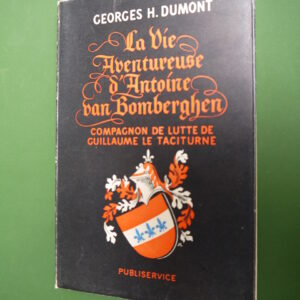 GEORGES H. DUMONT
La Vie
Aventureuse
d'Antoine
van Bomberghen
COMPAGNON DE LUTTE DE
GUILLAUME LE TACITURNE
PUBLISERVICE